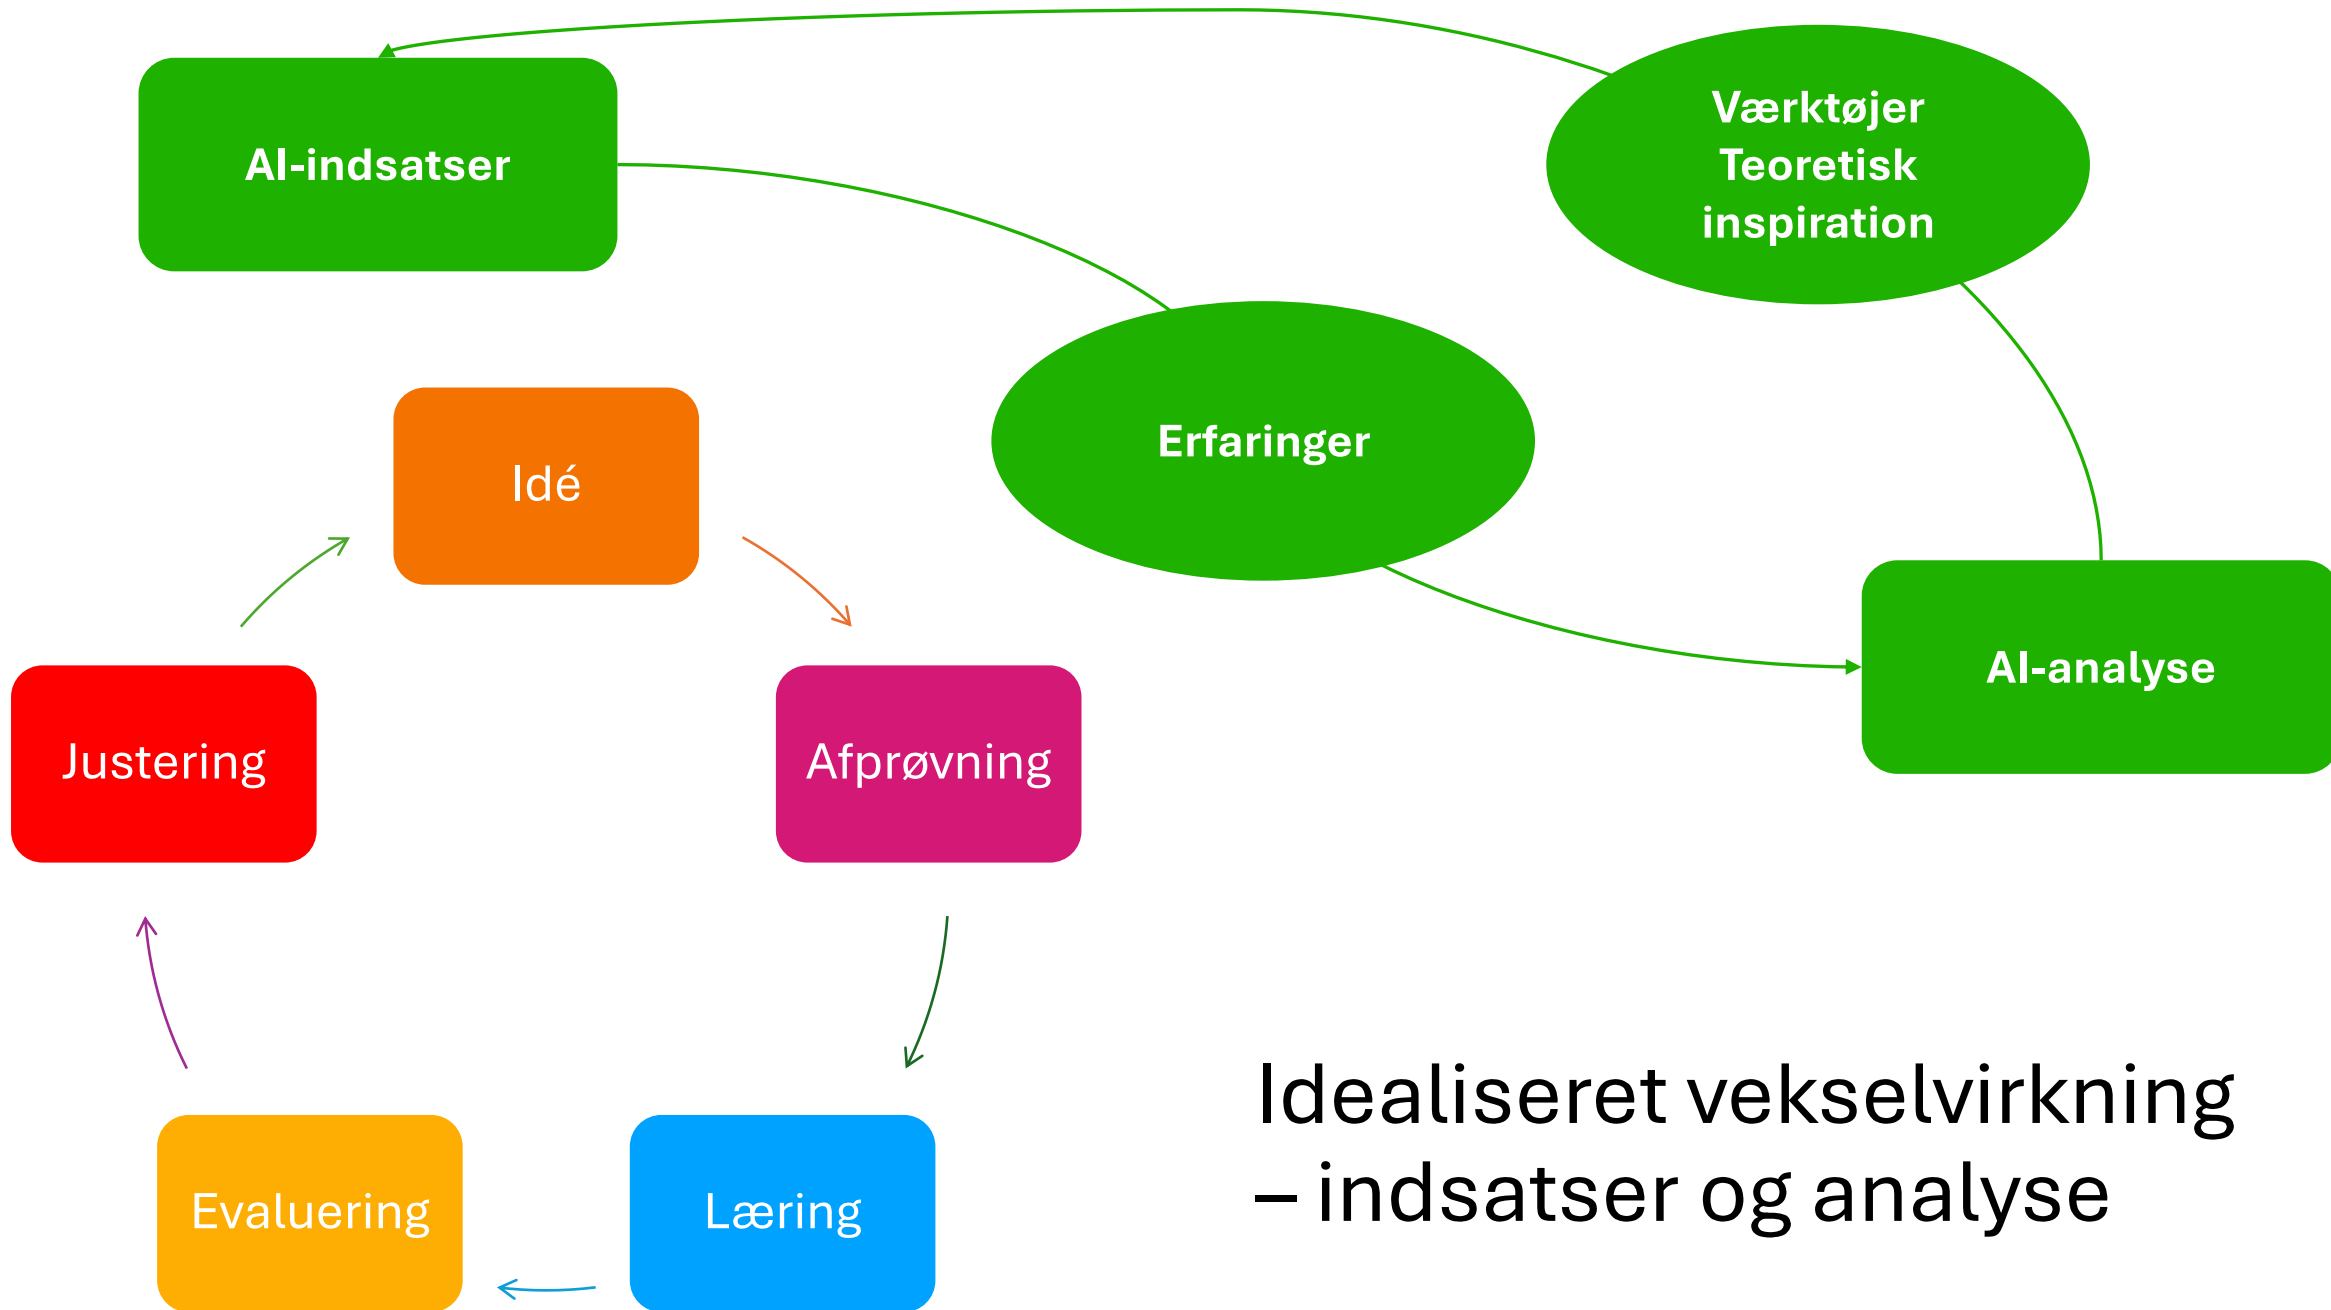 AI-indsatser
Værktøjer
Teoretisk
inspiration
Erfaringer
AI-analyse
Idé
Afprøvning
Læring
Evaluering
Justering
Idealiseret vekselvirkning
– indsatser og analyse